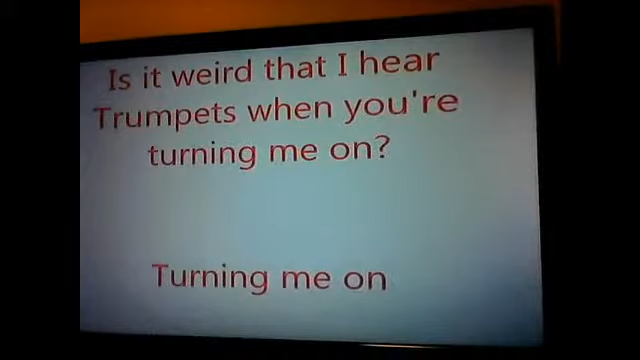 Is it weird that I hear
Trumpets when you're
turning me on?
Turning me on